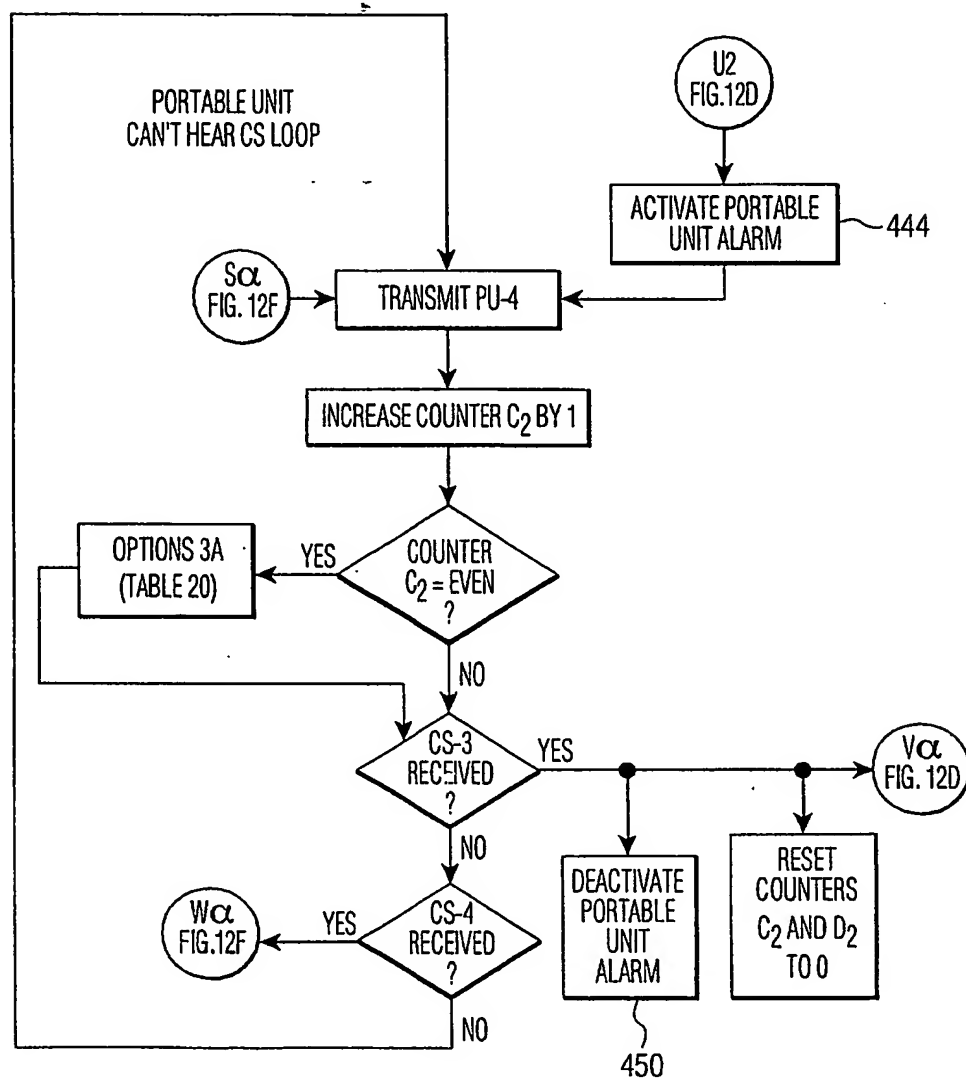 PORTABLE UNIT
CAN'T HEAR CS LOOP
U2
FIG.12D
ACTIVATE PORTABLE
UNIT ALARM
444
Sα
FIG. 12F
TRANSMIT PU-4
INCREASE COUNTER C2 BY 1
OPTIONS 3A
(TABLE 20)
YES
COUNTER
C2 = EVEN
?
NO
CS-3
RECEIVED
?
YES
Vα
FIG. 12D
NO
DEACTIVATE
PORTABLE
UNIT
ALARM
RESET
COUNTERS
C2 AND D2
TO 0
Wα
FIG.12F
YES
CS-4
RECEIVED
?
NO
450